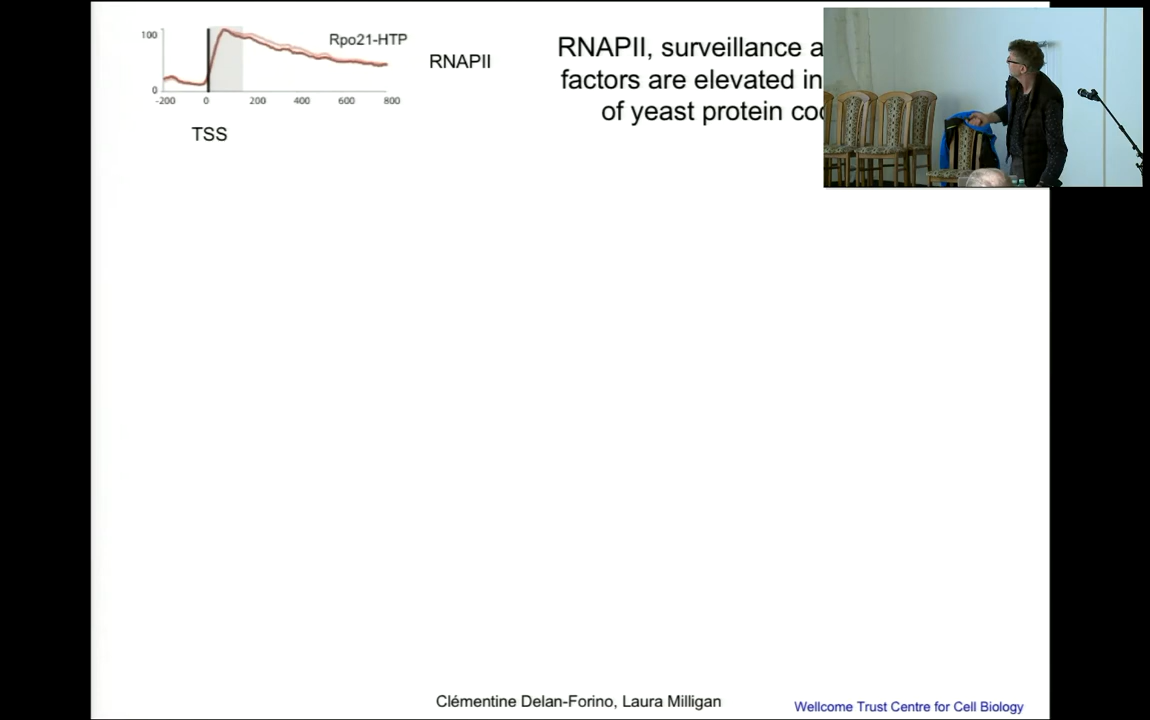 100
Rpo21-HTP
RNAPII
0
-200 0 200 400 600 800
TSS
RNAPII, surveillance
factors are elevated in
of yeast protein
Clémentine Delan-Forino, Laura Milligan
Wellcome Trust Centre for Cell Biology